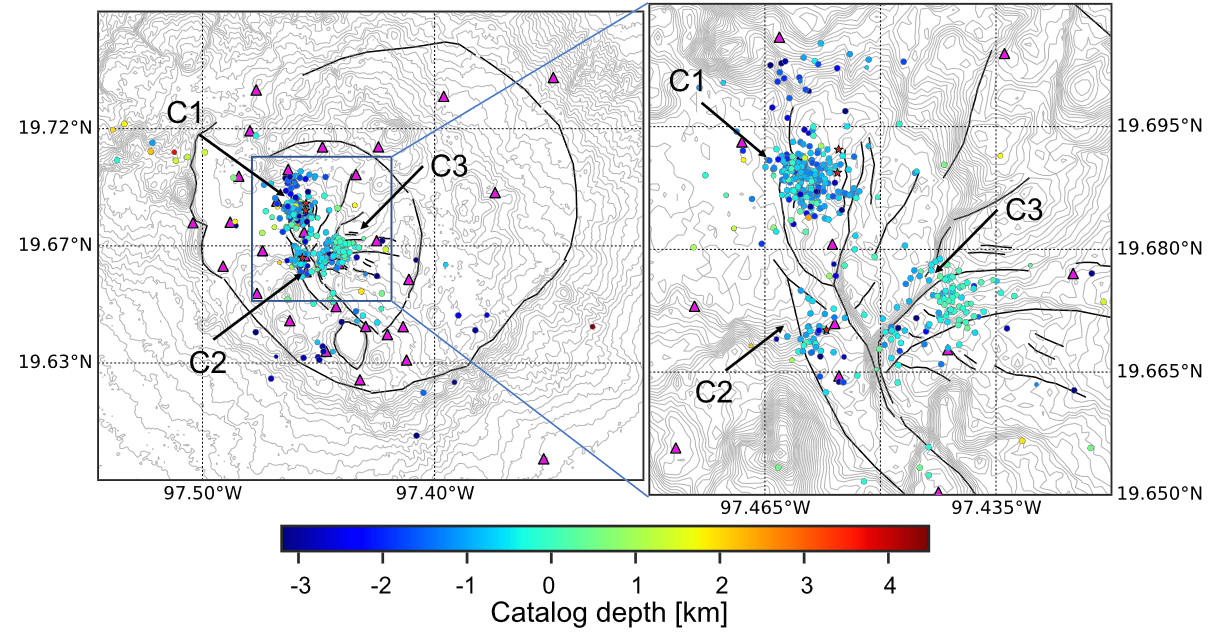 C1
C3
C2
19.72°N
19.67°N
19.63°N
97.50°W
97.40°W
C1
C3
C2
19.695°N
19.680°N
19.665°N
19.650°N
97.465°W
97.435°W
-3
-2
-1
0
1
2
3
4
Catalog depth [km]